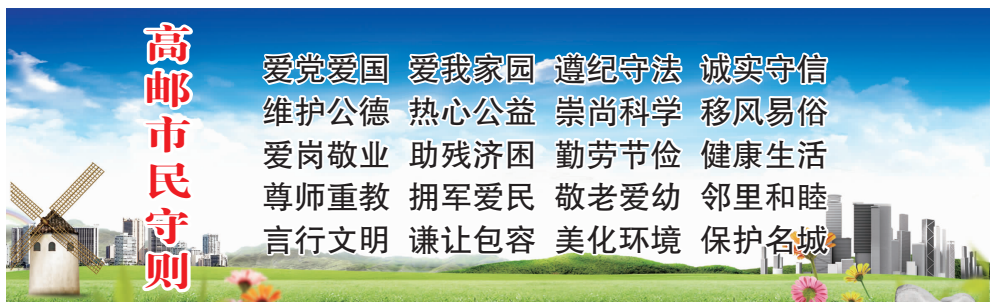 高邮市民守则
爱党爱国 爱我家园 遵纪守法 诚实守信
维护公德 热心公益 崇尚科学 移风易俗
爱岗敬业 助残济困 勤劳节俭 健康生活
尊师重教 拥军爱民 敬老爱幼 邻里和睦
言行文明 谦让包容 美化环境 保护名城